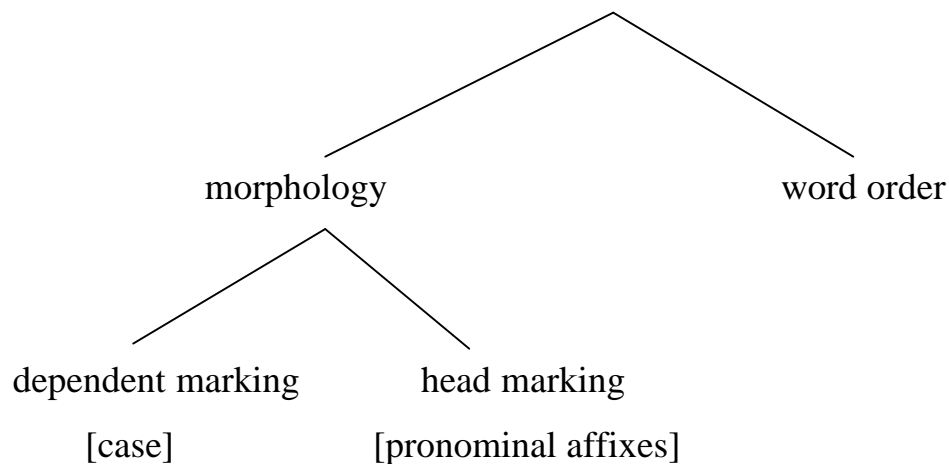 morphology word order
dependent marking head marking
[case] [pronominal affixes]